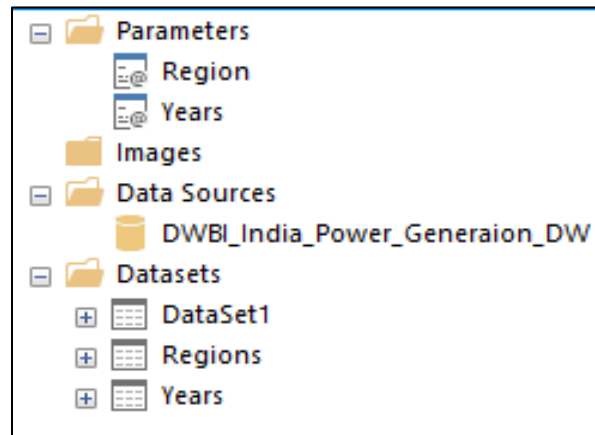 Parameters
Region
Years
Images
Data Sources
DWBI_India_Power_Generaion_DW
Datasets
DataSet1
Regions
Years